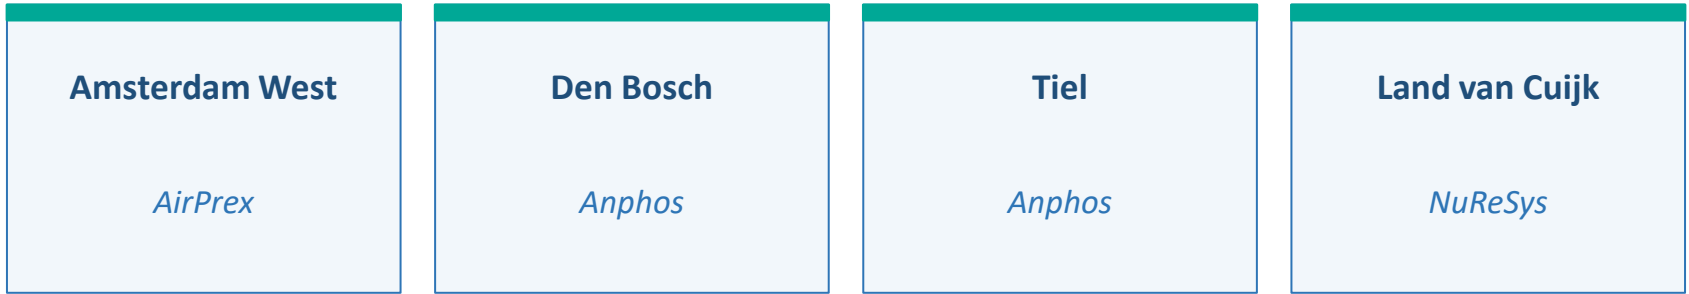 Amsterdam West
AirPrex
Den Bosch
Anphos
Tiel
Anphos
Land van Cuijk
NuReSys